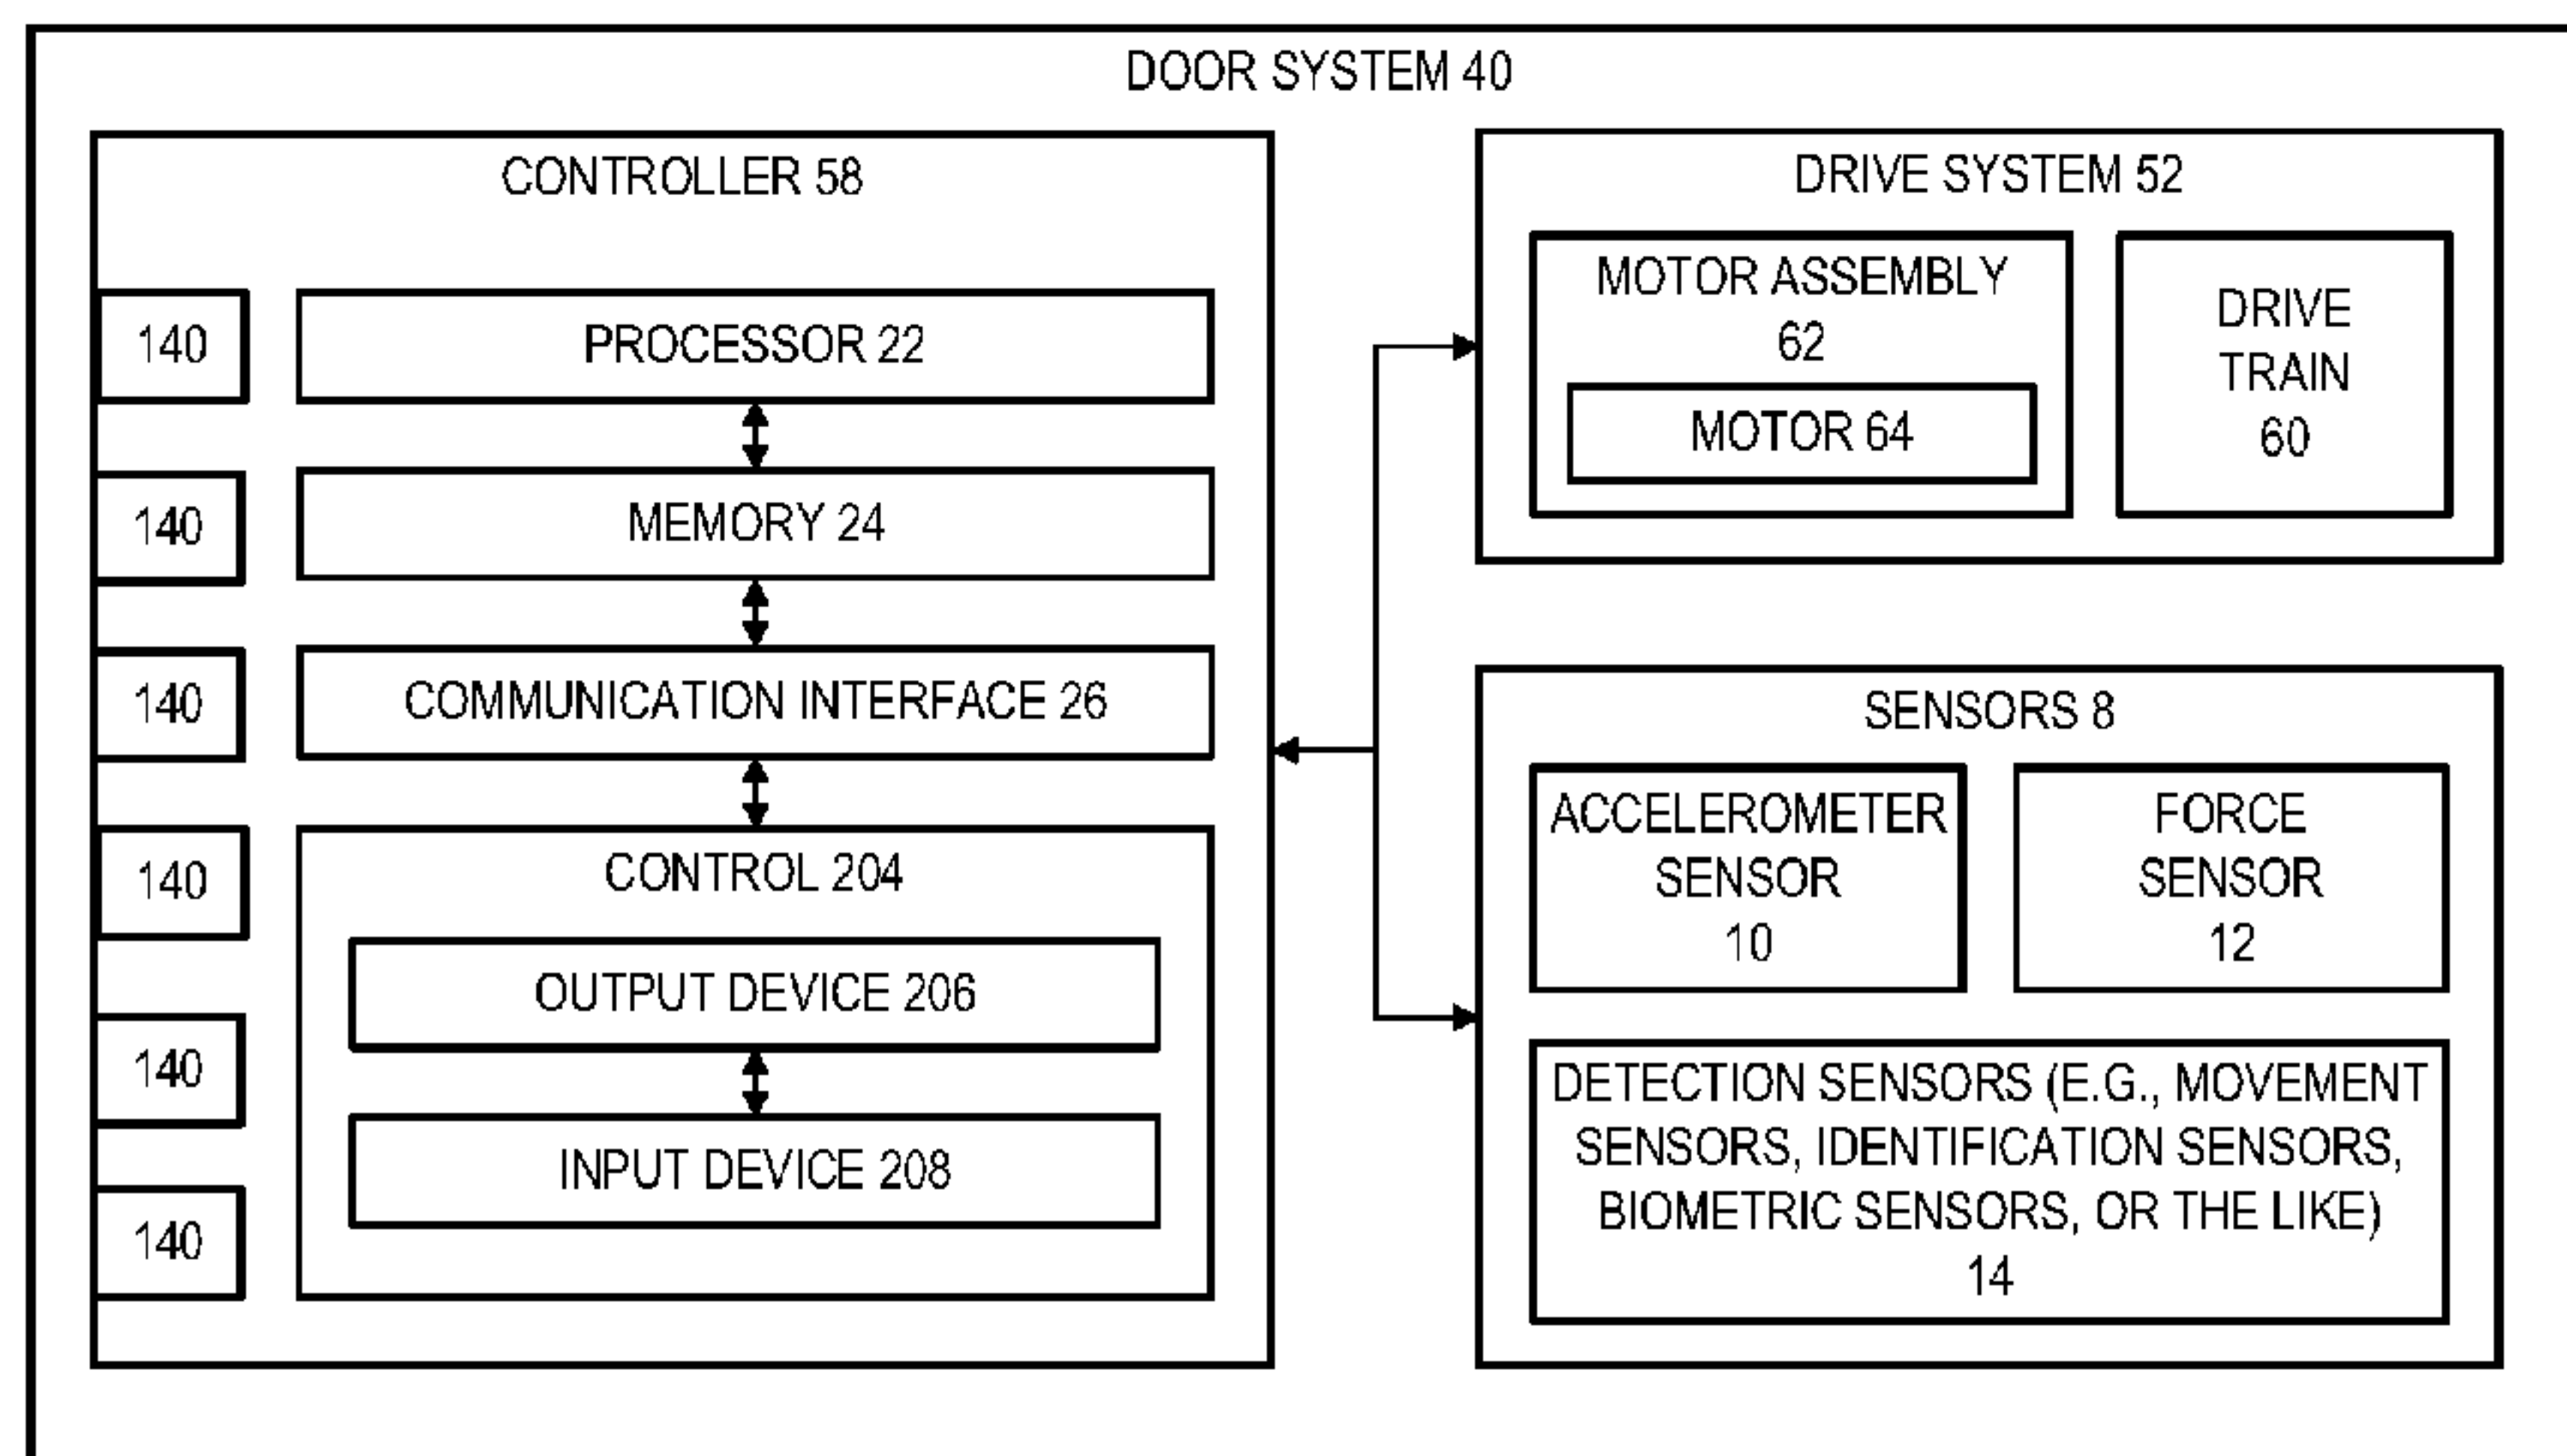 DOOR SYSTEM 40
CONTROLLER 58
140
PROCESSOR 22
140
MEMORY 24
140
COMMUNICATION INTERFACE 26
140
CONTROL 204
OUTPUT DEVICE 206
140
INPUT DEVICE 208
140
DRIVE SYSTEM 52
MOTOR ASSEMBLY
62
MOTOR 64
DRIVE
TRAIN
60
SENSORS 8
ACCELEROMETER
SENSOR
10
FORCE
SENSOR
12
DETECTION SENSORS (E.G., MOVEMENT
SENSORS, IDENTIFICATION SENSORS,
BIOMETRIC SENSORS, OR THE LIKE)
14